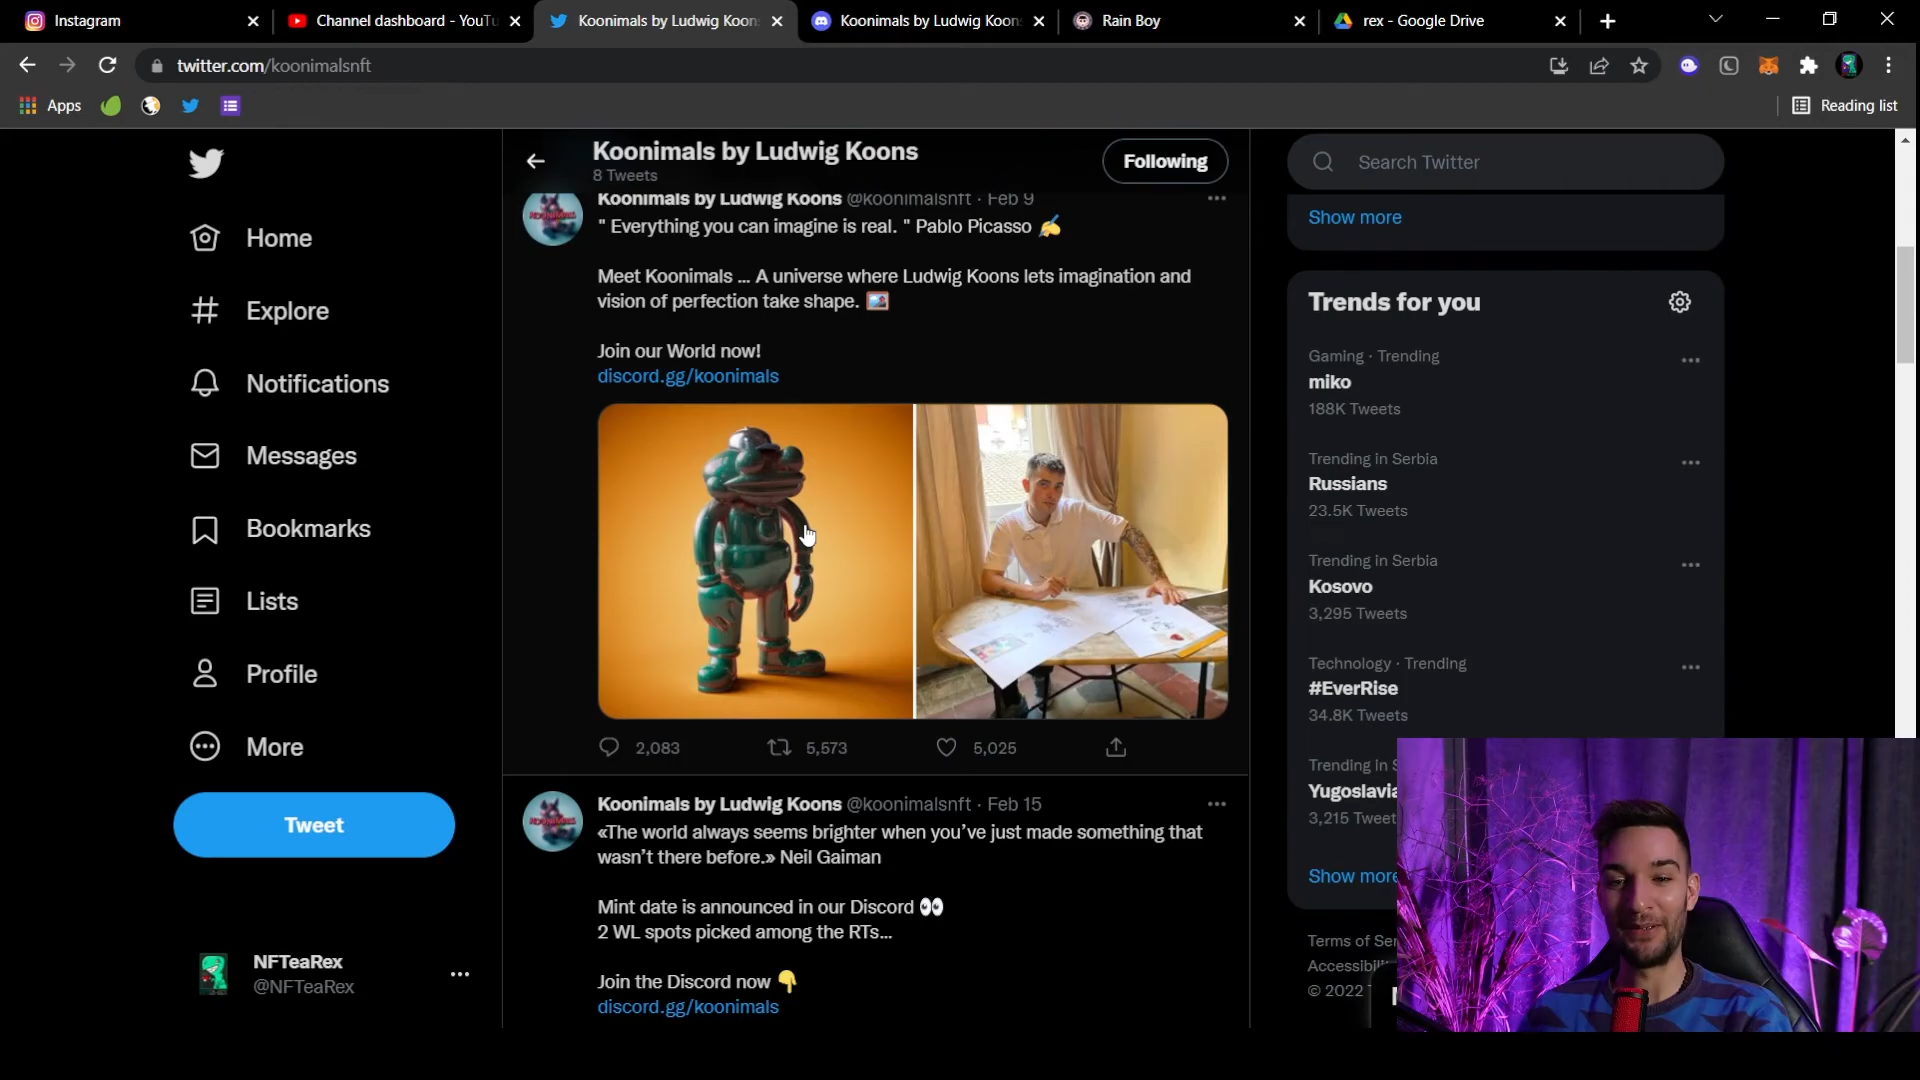 Instagram
Channel dashboard - YouTu
Koonimals by Ludwig Koon
Koonimals by Ludwig Koon
Rain Boy
rex - Google Drive
twitter.com/koonimalsnft
Apps
Reading list
Koonimals by Ludwig Koons
8 Tweets
Following
Search Twitter
Home
Explore
Notifications
Messages
Bookmarks
Lists
Profile
More
Tweet
NFTeaRex
@NFTeaRex
Koonimals by Ludwig Koons @koonimalsnft · Feb 9
" Everything you can imagine is real. " Pablo Picasso ✍️
Meet Koonimals ... A universe where Ludwig Koons lets imagination and
vision of perfection take shape. 🖼️
Join our World now!
discord.gg/koonimals
2,083
5,573
5,025
Koonimals by Ludwig Koons @koonimalsnft · Feb 15
«The world always seems brighter when you’ve just made something that
wasn’t there before.» Neil Gaiman
Mint date is announced in our Discord 👀
2 WL spots picked among the RTs...
Join the Discord now 👇
discord.gg/koonimals
Show more
Trends for you
Gaming · Trending
miko
188K Tweets
Trending in Serbia
Russians
23.5K Tweets
Trending in Serbia
Kosovo
3,295 Tweets
Technology · Trending
#EverRise
34.8K Tweets
Trending in S
Yugoslavia
3,215 Tweet
Show more
Terms of Ser
Accessibili
© 2022